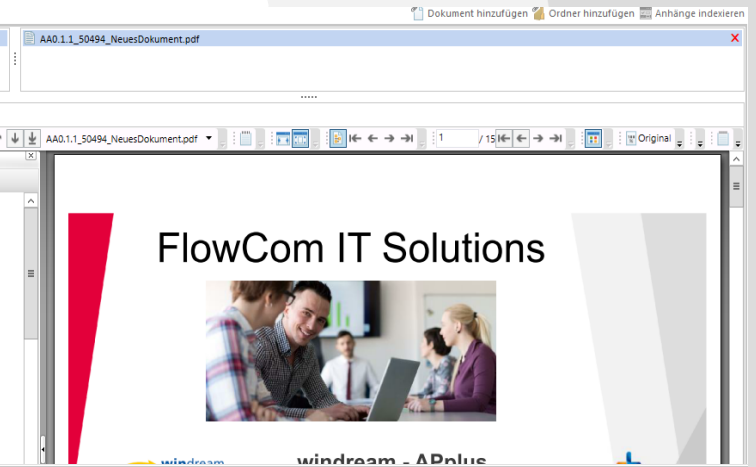 Dokument hinzufügen Ordner hinzufügen Anhänge indexieren
AA0.1.1_50494_NeuesDokument.pdf
AA0.1.1_50494_NeuesDokument.pdf 1 / 15 Original
FlowCom IT Solutions
windream windream - APplus